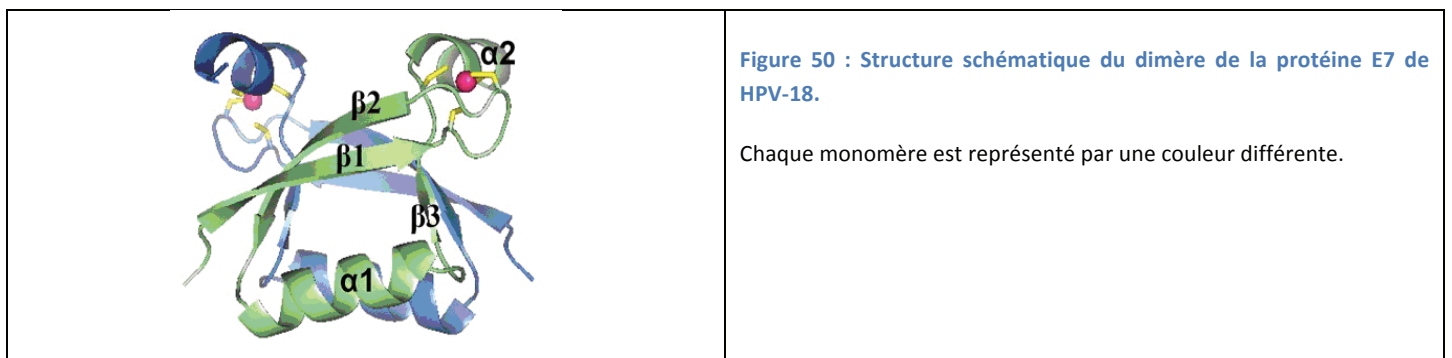 α2
β2
β1
β3
α1
Figure 50 : Structure schématique du dimère de la protéine E7 de
HPV-18.
Chaque monomère est représenté par une couleur différente.